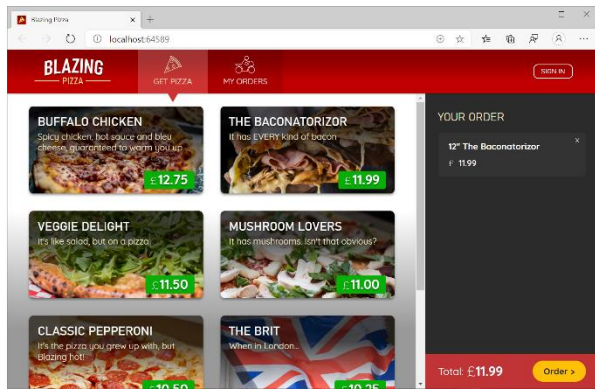 Blazing Pizza
localhost:64589
BLAZING
PIZZA
GET PIZZA
MY ORDERS
SIGN IN
BUFFALO CHICKEN
Spicy chicken, hot sauce and bleu
cheese, guaranteed to warm you up
£12.75
THE BACONATORIZOR
It has EVERY kind of bacon
£11.99
VEGGIE DELIGHT
It's like salad, but on a pizza
£11.50
MUSHROOM LOVERS
It has mushrooms. Isn't that obvious?
£11.00
CLASSIC PEPPERONI
It's the pizza you grew up with, but
Blazing hot!
£10.50
THE BRIT
When in London...
£10.25
YOUR ORDER
12" The Baconatorizor
x
£ 11.99
Total: £11.99
Order >